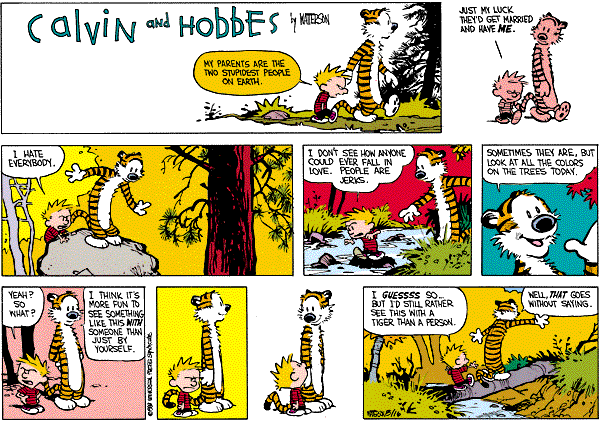 Calvin and HobbEs
by WATTERSON
MY PARENTS ARE THE
TWO STUPIDEST PEOPLE
ON EARTH.
JUST MY LUCK
THEY'D GET MARRIED
AND HAVE ME.
I HATE
EVERYBODY.
I DON'T SEE HOW ANYONE
COULD EVER FALL IN
LOVE. PEOPLE ARE
JERKS.
SOMETIMES THEY ARE, BUT
LOOK AT ALL THE COLORS
ON THE TREES TODAY.
YEAH?
SO
WHAT?
I THINK IT'S
MORE FUN TO
SEE SOMETHING
LIKE THIS WITH
SOMEONE THAN
JUST BY
YOURSELF.
I GUESSSS SO...
BUT I'D STILL RATHER
SEE THIS WITH A
TIGER THAN A PERSON.
WELL, THAT GOES
WITHOUT SAYING.